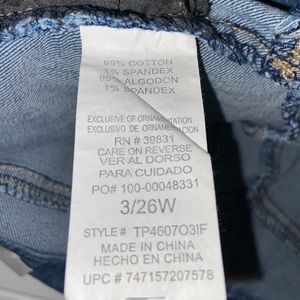 99% COTTON
1% SPANDEX
99% ALGODON
1% SPANDEX
EXCLUSIVE OF ORNAMENTATION
EXCLUSIVO DE ORNAMENTACION
RN # 39831
CARE ON REVERSE
VER AL DORSO
PARA CUIDADO
PO# 100-00048331
3/26W
STYLE# TP4607O3IF
MADE IN CHINA
HECHO EN CHINA
UPC # 747157207578